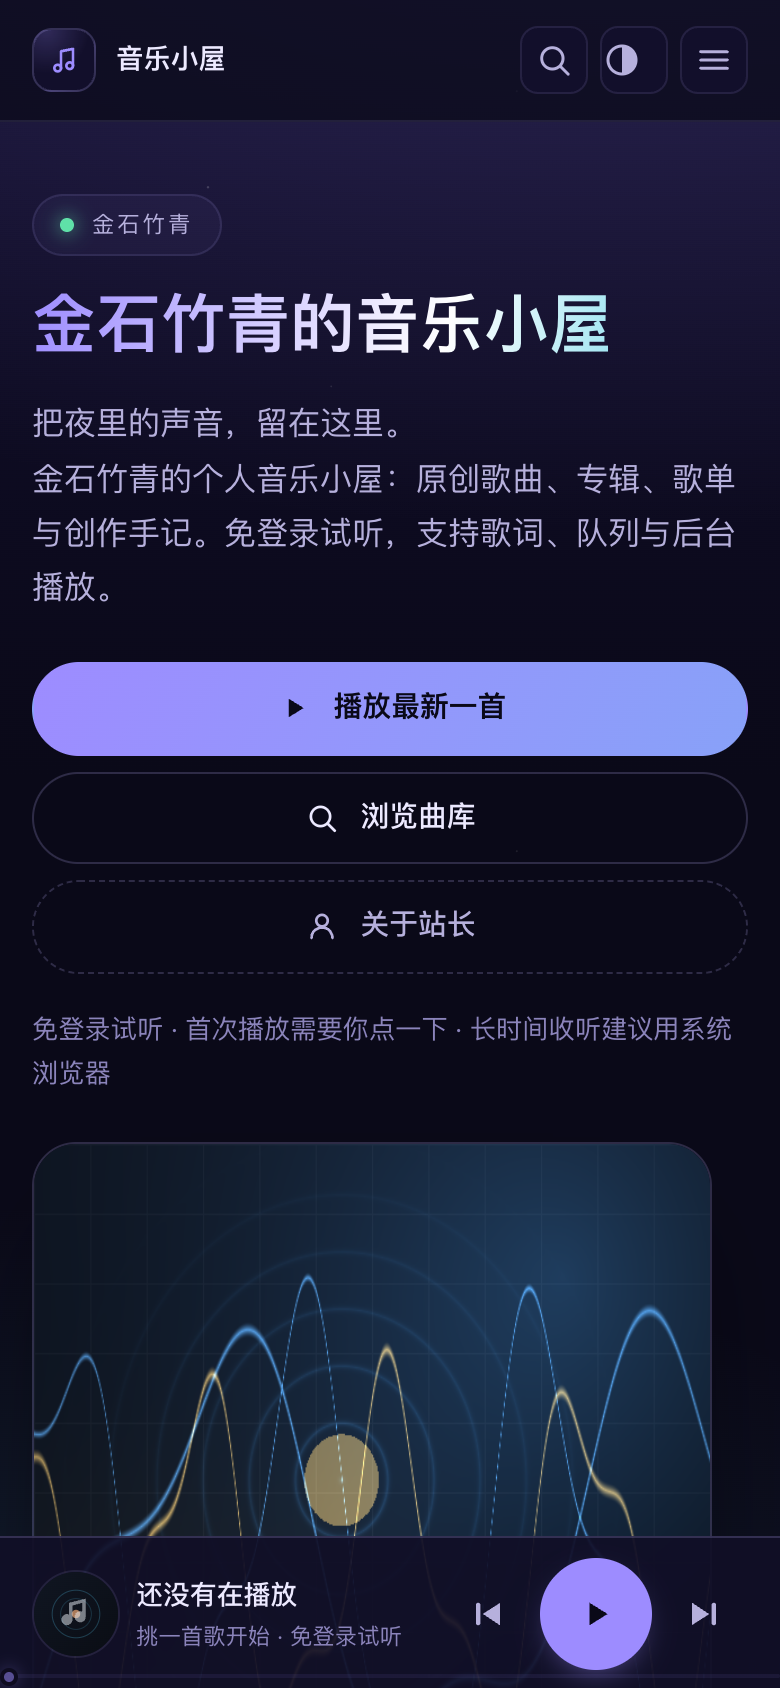 音乐小屋
金石竹青
金石竹青的音乐小屋
把夜里的声音，留在这里。
金石竹青的个人音乐小屋：原创歌曲、专辑、歌单
与创作手记。免登录试听，支持歌词、队列与后台
播放。
播放最新一首
浏览曲库
关于站长
免登录试听 · 首次播放需要你点一下 · 长时间收听建议用系统
浏览器
还没有在播放
挑一首歌开始 · 免登录试听